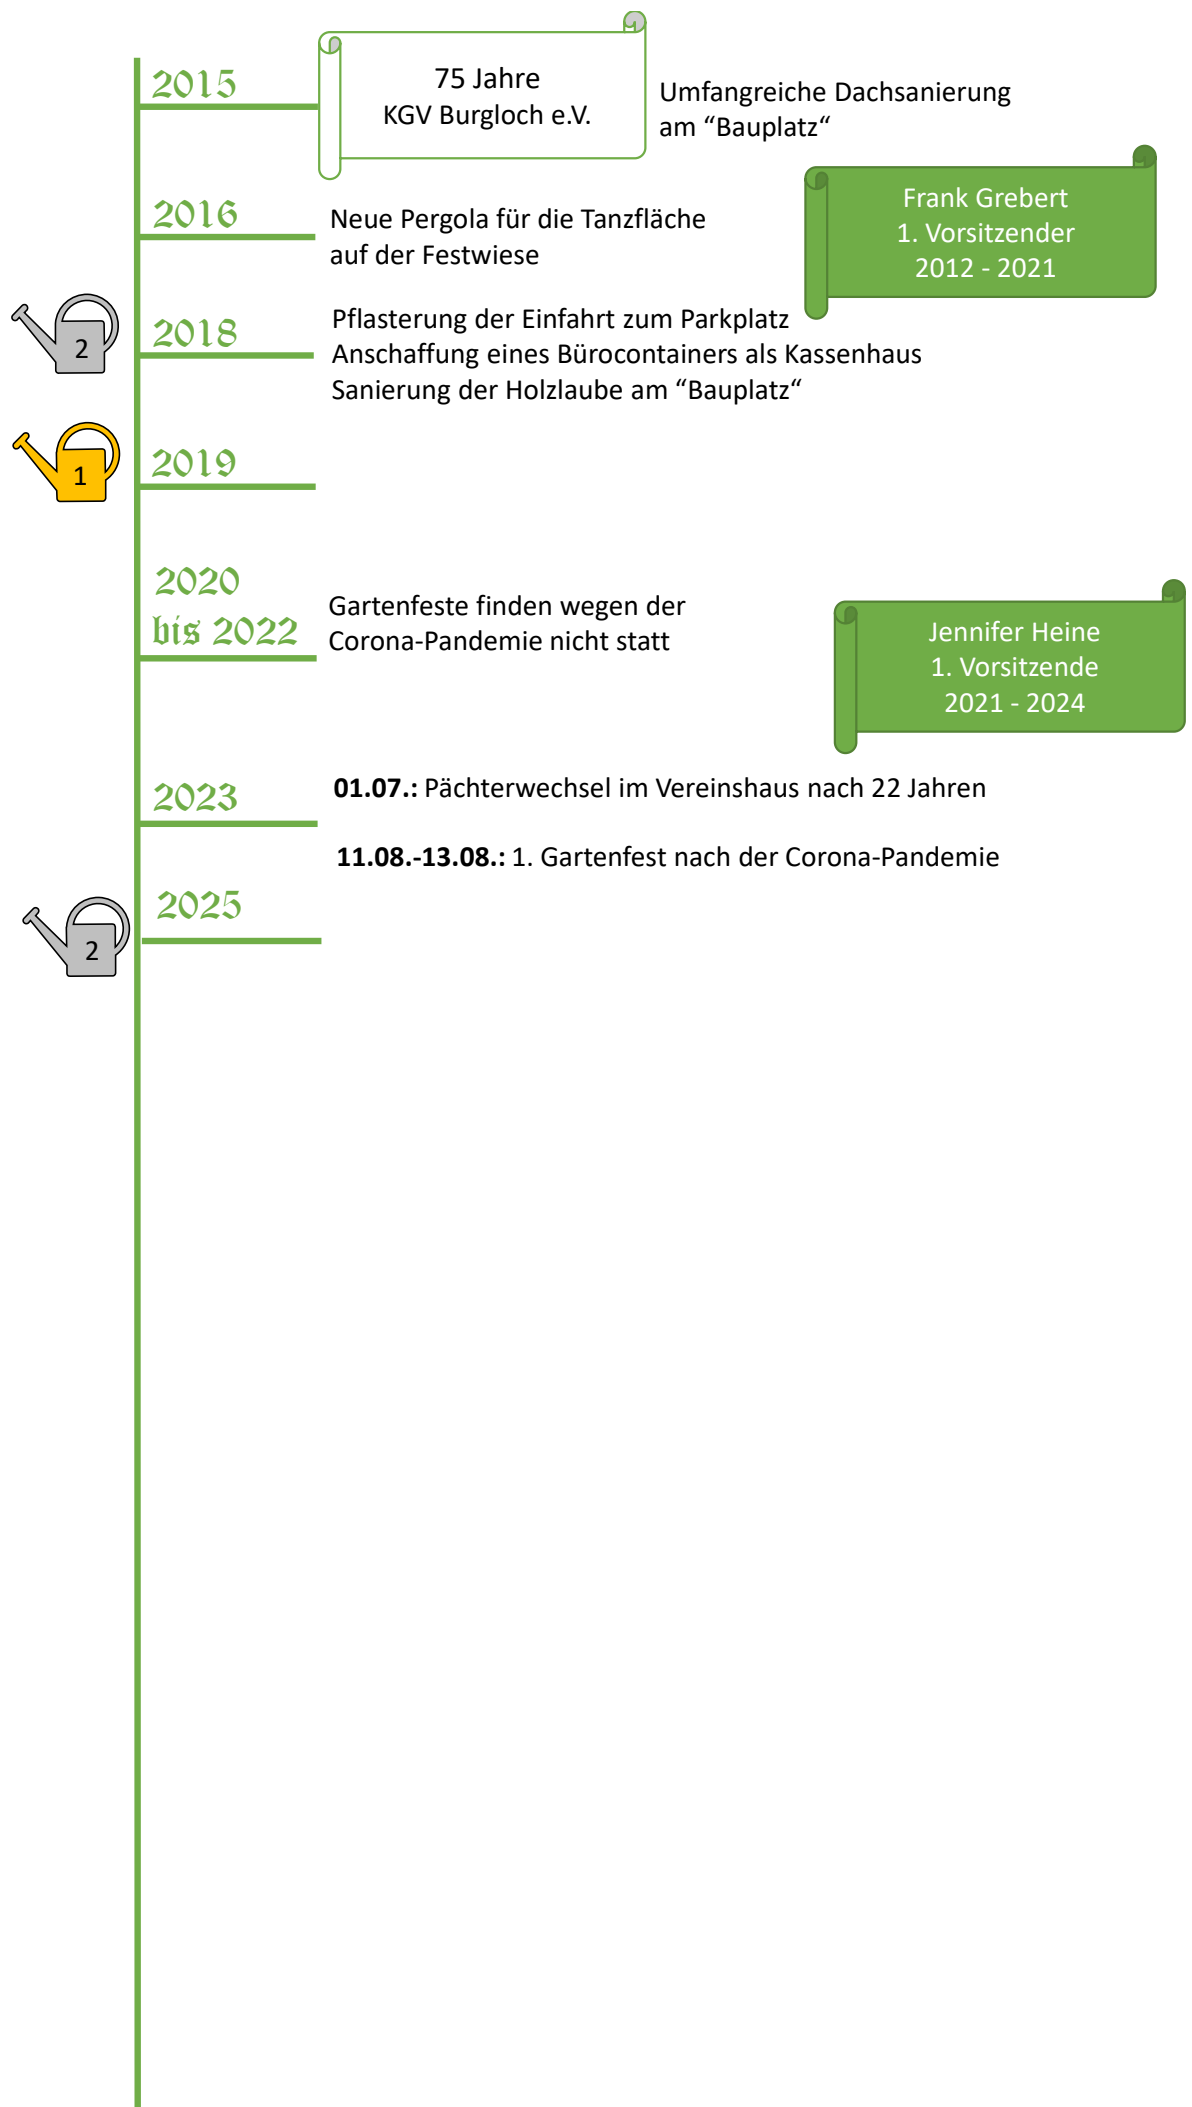 2015
75 Jahre
KGV Burgloch e.V.
Umfangreiche Dachsanierung
am “Bauplatz“
2016
Neue Pergola für die Tanzfläche
auf der Festwiese
Frank Grebert
1. Vorsitzender
2012 - 2021
2
2018
Pflasterung der Einfahrt zum Parkplatz
Anschaffung eines Bürocontainers als Kassenhaus
Sanierung der Holzlaube am “Bauplatz“
1
2019
2020
bis 2022
Gartenfeste finden wegen der
Corona-Pandemie nicht statt
Jennifer Heine
1. Vorsitzende
2021 - 2024
2023
01.07.: Pächterwechsel im Vereinshaus nach 22 Jahren
11.08.-13.08.: 1. Gartenfest nach der Corona-Pandemie
2
2025